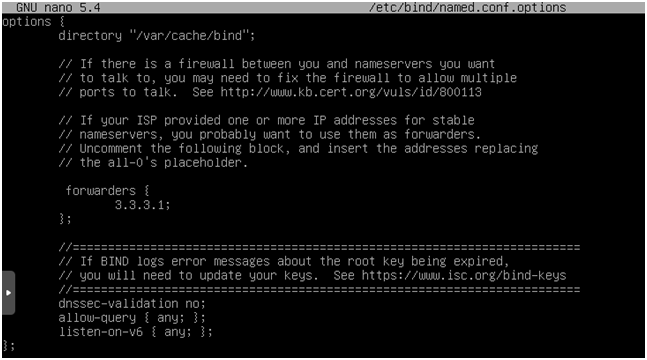 GNU nano 5.4 /etc/bind/named.conf.options
options {
directory "/var/cache/bind";
// If there is a firewall between you and nameservers you want
// to talk to, you may need to fix the firewall to allow multiple
// ports to talk. See http://www.kb.cert.org/vuls/id/800113
// If your ISP provided one or more IP addresses for stable
// nameservers, you probably want to use them as forwarders.
// Uncomment the following block, and insert the addresses replacing
// the all-0's placeholder.
forwarders {
3.3.3.1;
};
//========================================================================
// If BIND logs error messages about the root key being expired,
// you will need to update your keys. See https://www.isc.org/bind-keys
//========================================================================
dnssec-validation no;
allow-query { any; };
listen-on-v6 { any; };
};